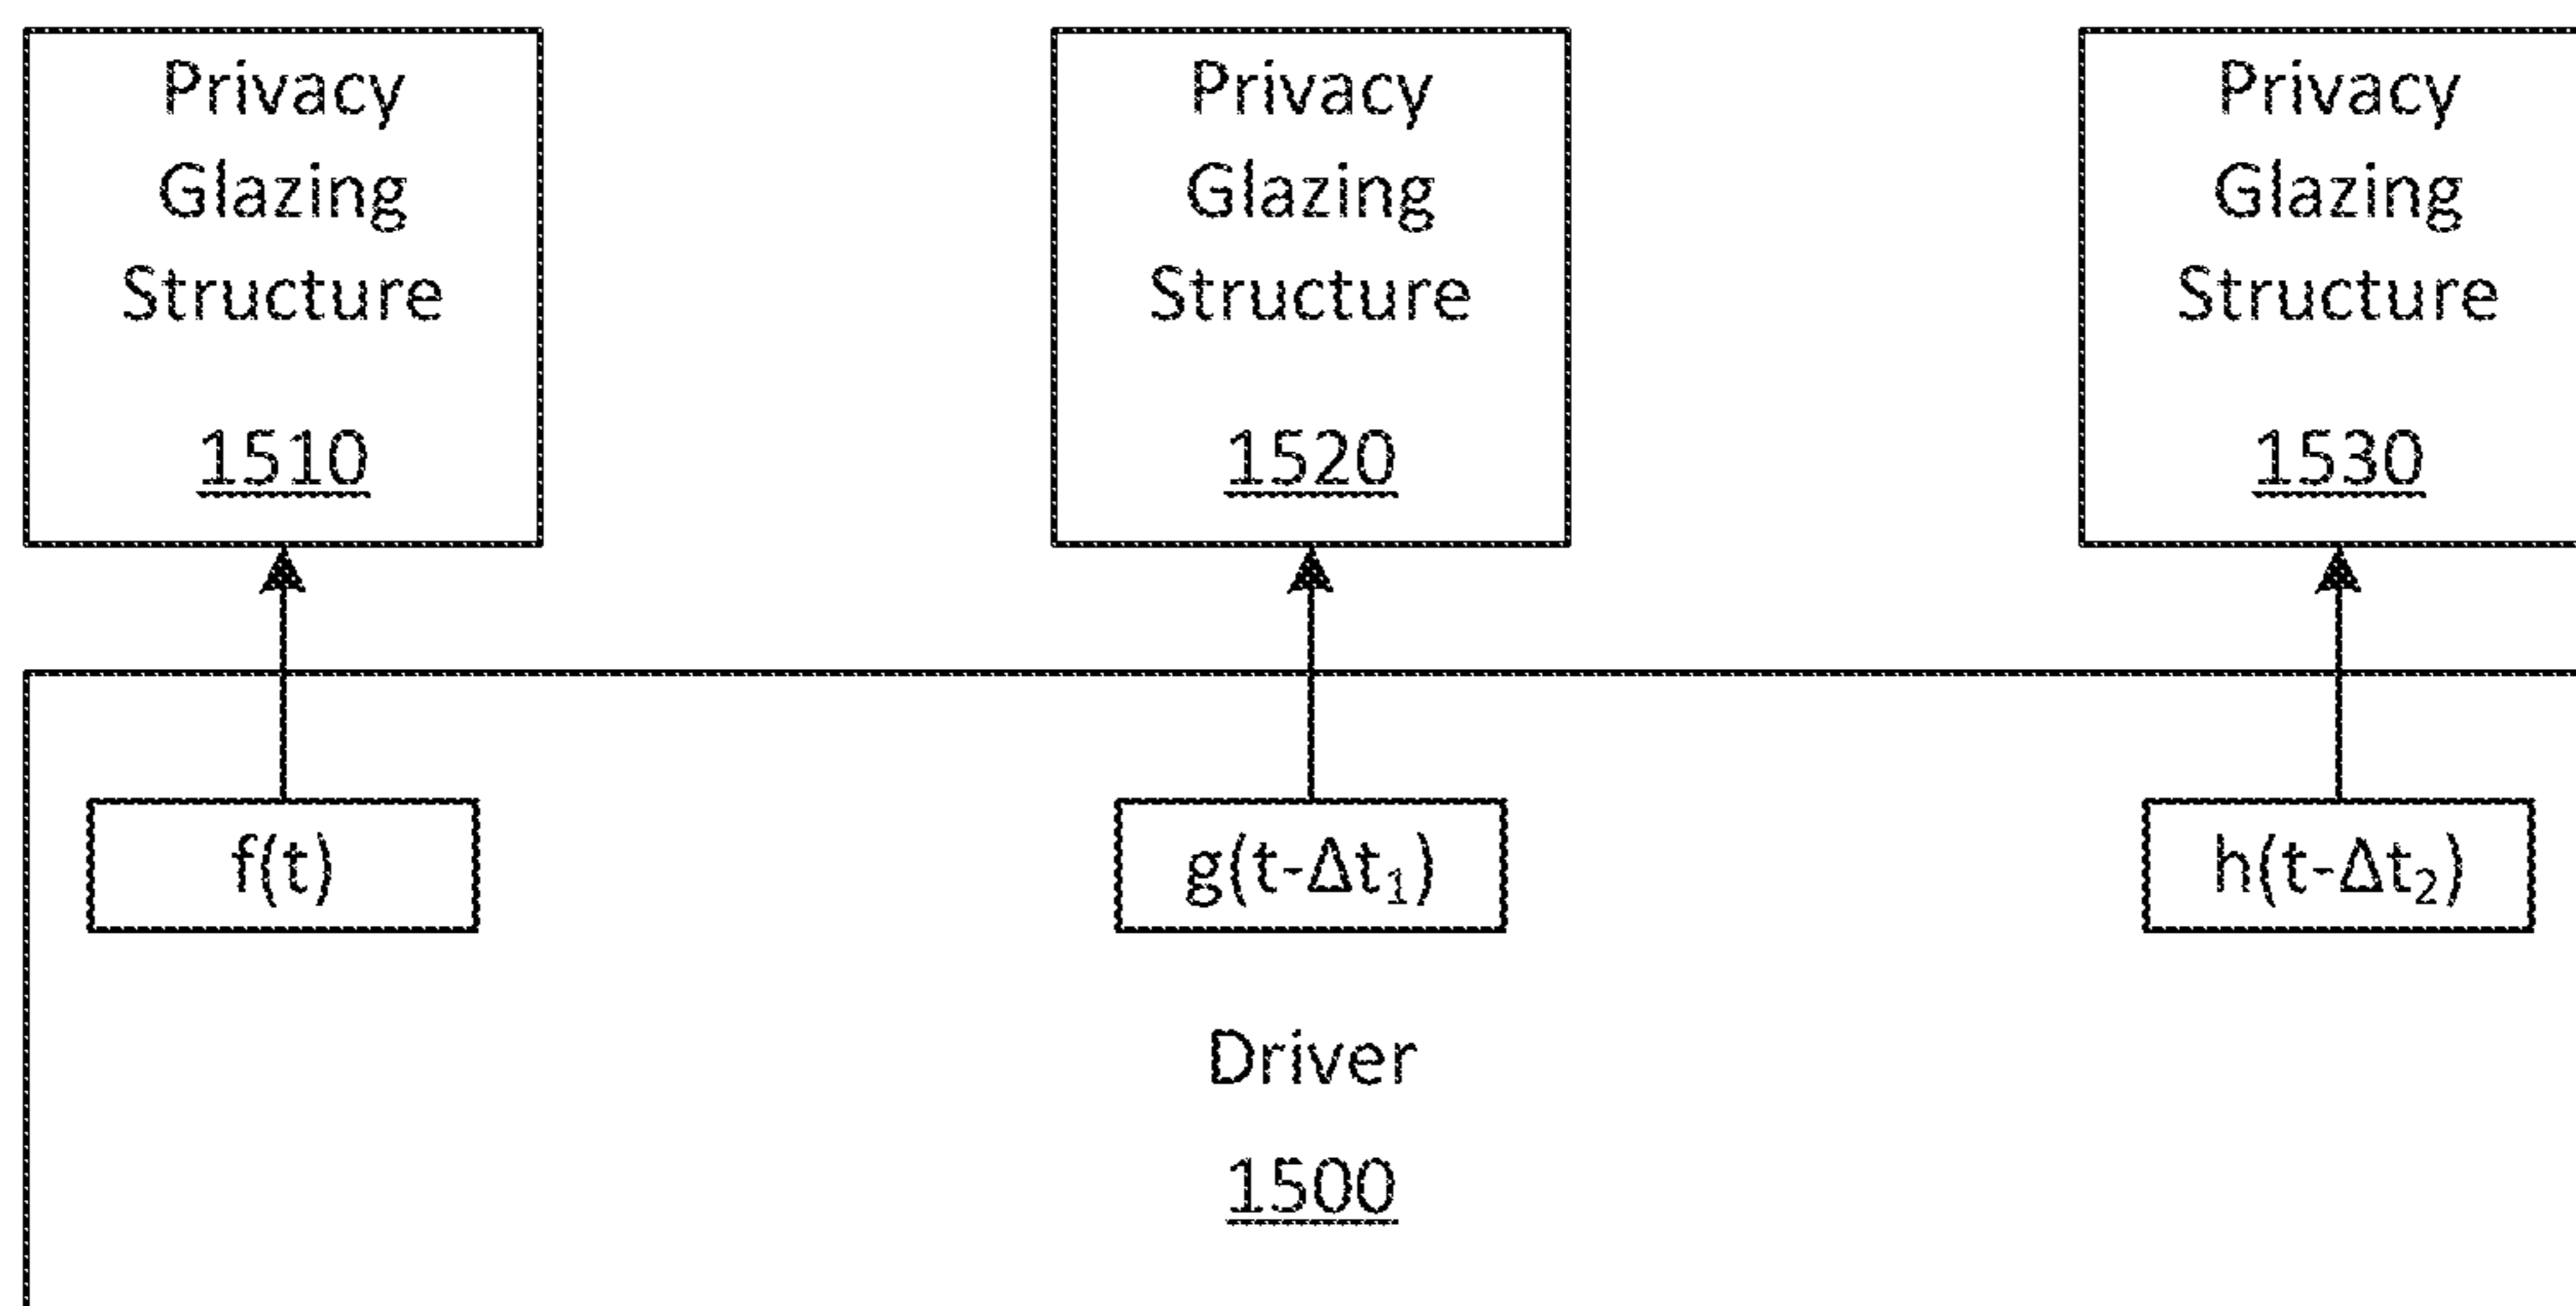 Privacy
Glazing
Structure
1510
Privacy
Glazing
Structure
1520
Privacy
Glazing
Structure
1530
f(t)
g(t-Δt₁)
h(t-Δt₂)
Driver
1500